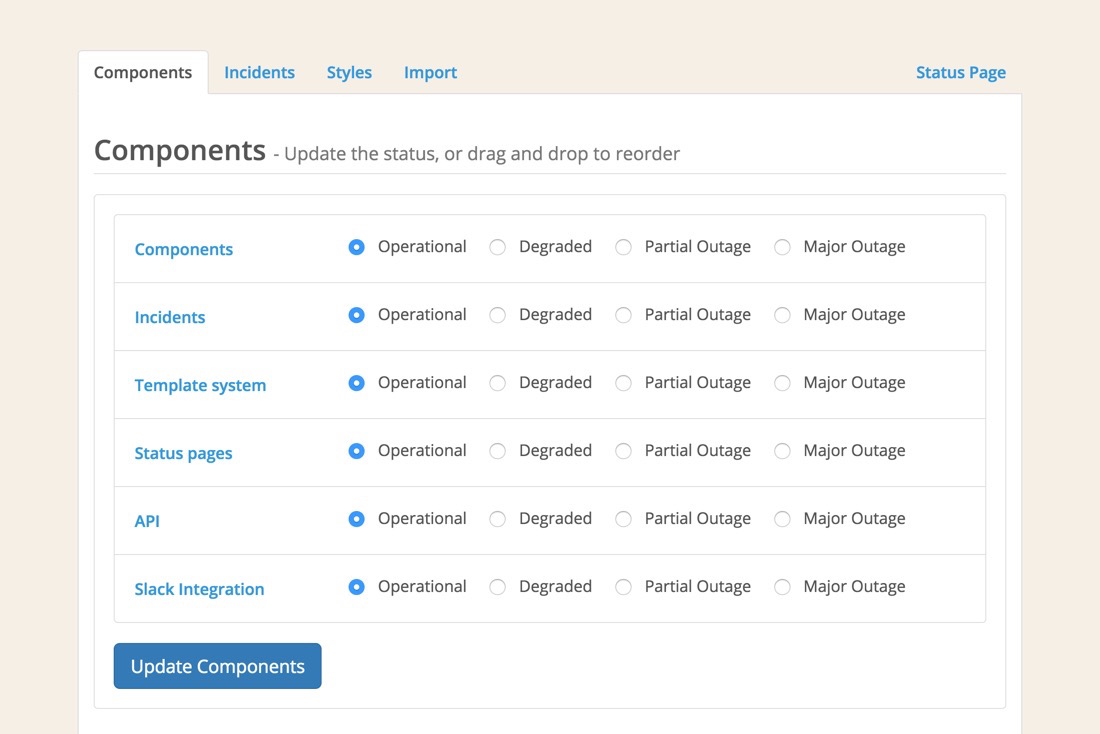 Components Incidents Styles Import Status Page
Components - Update the status, or drag and drop to reorder
Components Operational Degraded Partial Outage Major Outage
Incidents Operational Degraded Partial Outage Major Outage
Template system Operational Degraded Partial Outage Major Outage
Status pages Operational Degraded Partial Outage Major Outage
API Operational Degraded Partial Outage Major Outage
Slack Integration Operational Degraded Partial Outage Major Outage
Update Components